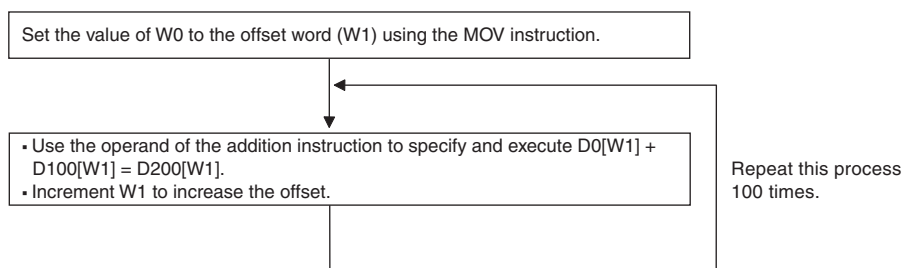 Set the value of W0 to the offset word (W1) using the MOV instruction.
▪ Use the operand of the addition instruction to specify and execute D0[W1] +
D100[W1] = D200[W1].
▪ Increment W1 to increase the offset.
Repeat this process
100 times.